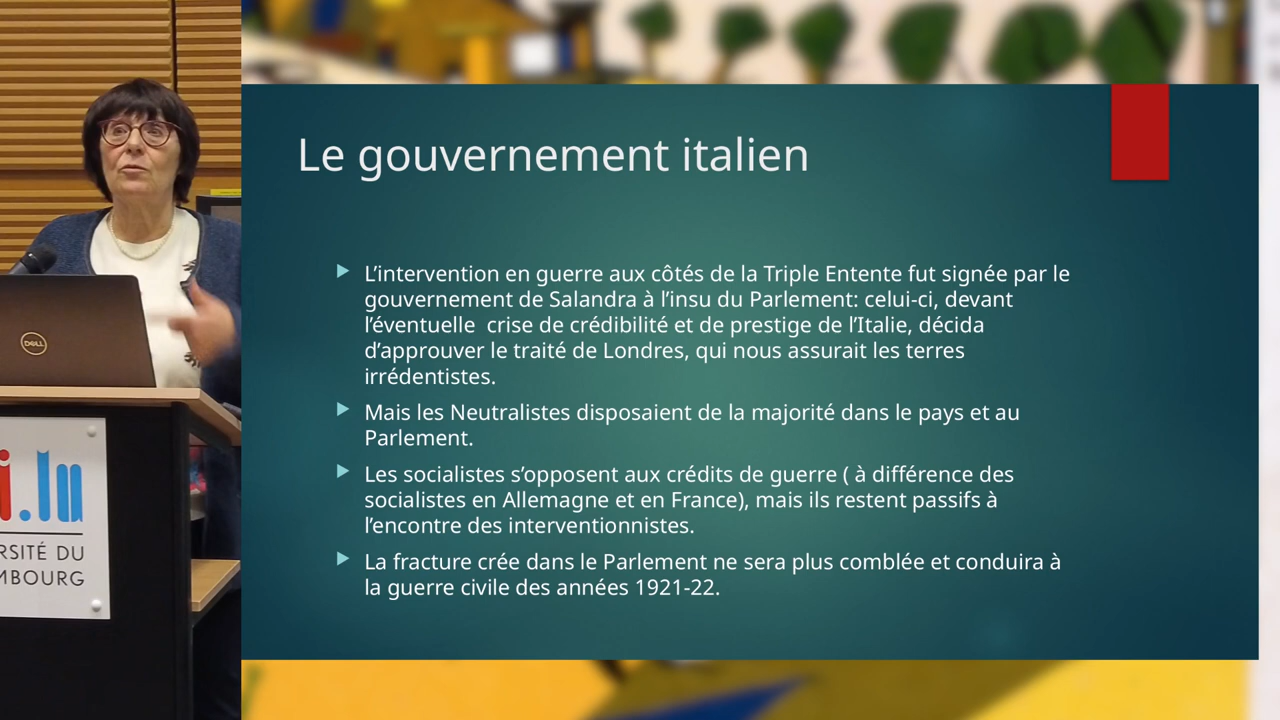 Le gouvernement italien
L’intervention en guerre aux côtés de la Triple Entente fut signée par le
gouvernement de Salandra à l’insu du Parlement: celui-ci, devant
l’éventuelle  crise de crédibilité et de prestige de l’Italie, décida
d’approuver le traité de Londres, qui nous assurait les terres
irrédentistes.
Mais les Neutralistes disposaient de la majorité dans le pays et au
Parlement.
Les socialistes s’opposent aux crédits de guerre ( à différence des
socialistes en Allemagne et en France), mais ils restent passifs à
l’encontre des interventionnistes.
La fracture crée dans le Parlement ne sera plus comblée et conduira à
la guerre civile des années 1921-22.
DELL
i.lu
RSITÉ DU
MBOURG